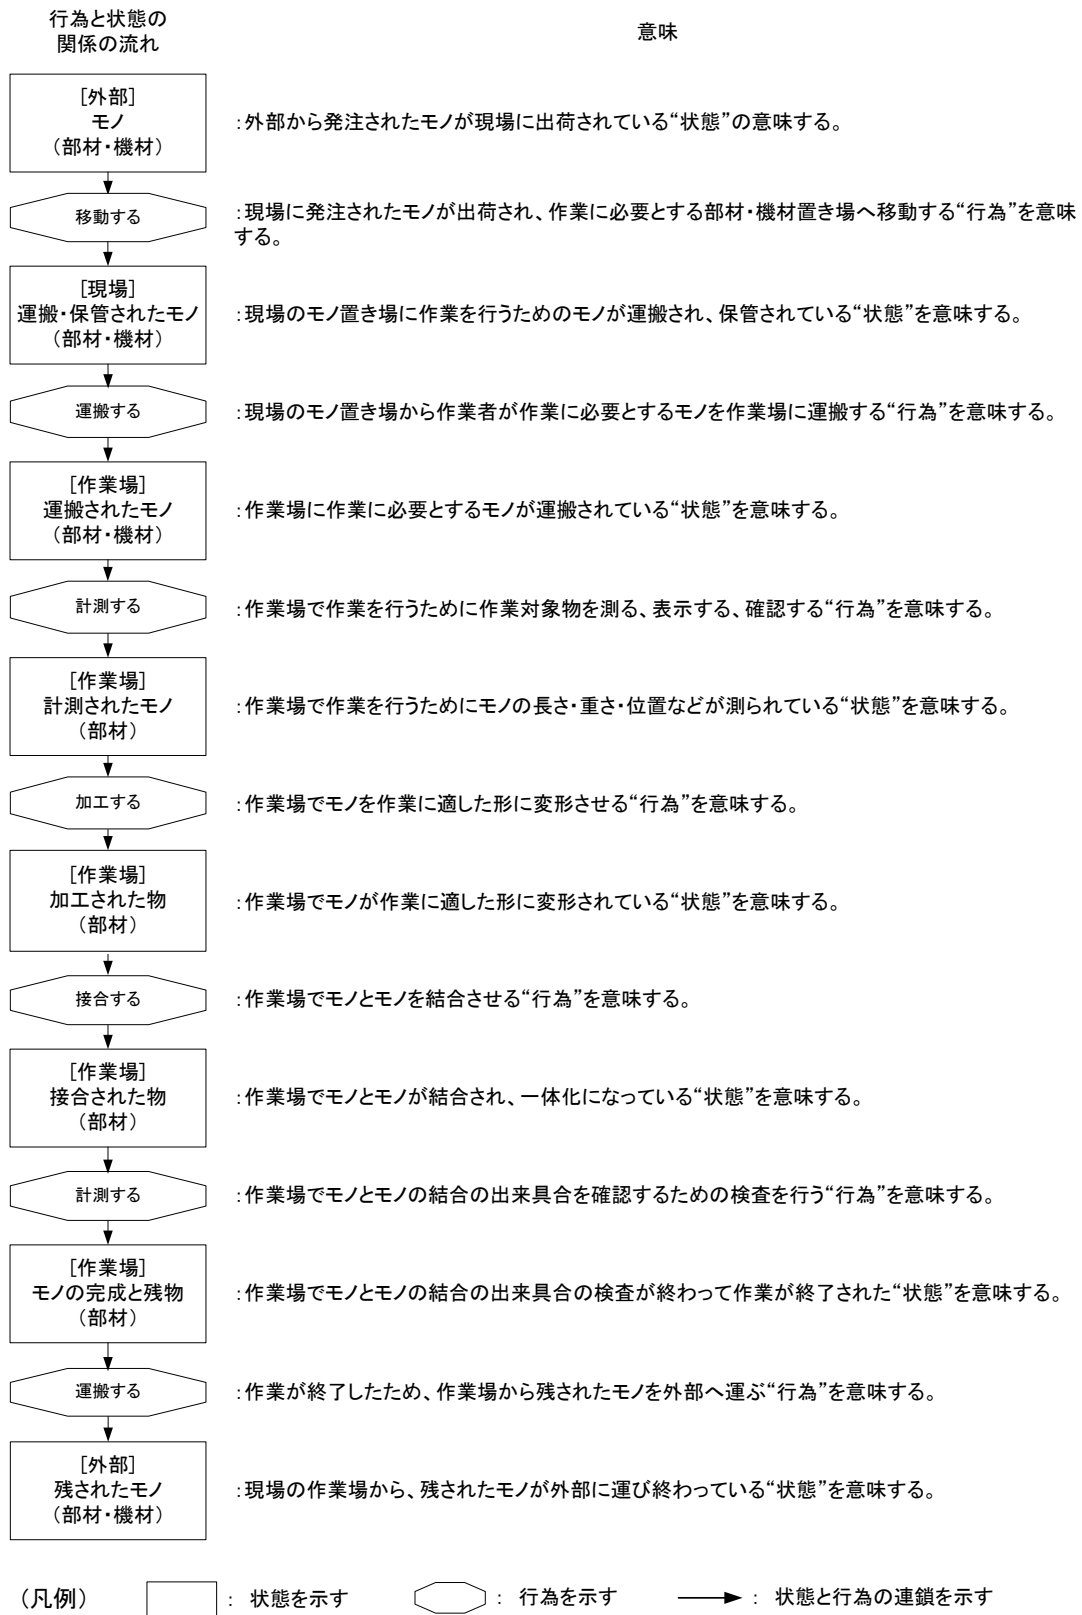 行為と状態の
関係の流れ
意味
[外部]
モノ
(部材・機材)
:外部から発注されたモノが現場に出荷されている“状態”の意味する。
移動する
:現場に発注されたモノが出荷され、作業に必要とする部材・機材置き場へ移動する“行為”を意味
する。
[現場]
運搬・保管されたモノ
(部材・機材)
:現場のモノ置き場に作業を行うためのモノが運搬され、保管されている“状態”を意味する。
運搬する
:現場のモノ置き場から作業者が作業に必要とするモノを作業場に運搬する“行為”を意味する。
[作業場]
運搬されたモノ
(部材・機材)
:作業場に作業に必要とするモノが運搬されている“状態”を意味する。
計測する
:作業場で作業を行うために作業対象物を測る、表示する、確認する“行為”を意味する。
[作業場]
計測されたモノ
(部材)
:作業場で作業を行うためにモノの長さ・重さ・位置などが測られている“状態”を意味する。
加工する
:作業場でモノを作業に適した形に変形させる“行為”を意味する。
[作業場]
加工された物
(部材)
:作業場でモノが作業に適した形に変形されている“状態”を意味する。
接合する
:作業場でモノとモノを結合させる“行為”を意味する。
[作業場]
接合された物
(部材)
:作業場でモノとモノが結合され、一体化になっている“状態”を意味する。
計測する
:作業場でモノとモノの結合の出来具合を確認するための検査を行う“行為”を意味する。
[作業場]
モノの完成と残物
(部材)
:作業場でモノとモノの結合の出来具合の検査が終わって作業が終了された“状態”を意味する。
運搬する
:作業が終了したため、作業場から残されたモノを外部へ運ぶ“行為”を意味する。
[外部]
残されたモノ
(部材・機材)
:現場の作業場から、残されたモノが外部に運び終わっている“状態”を意味する。
(凡例) : 状態を示す : 行為を示す : 状態と行為の連鎖を示す